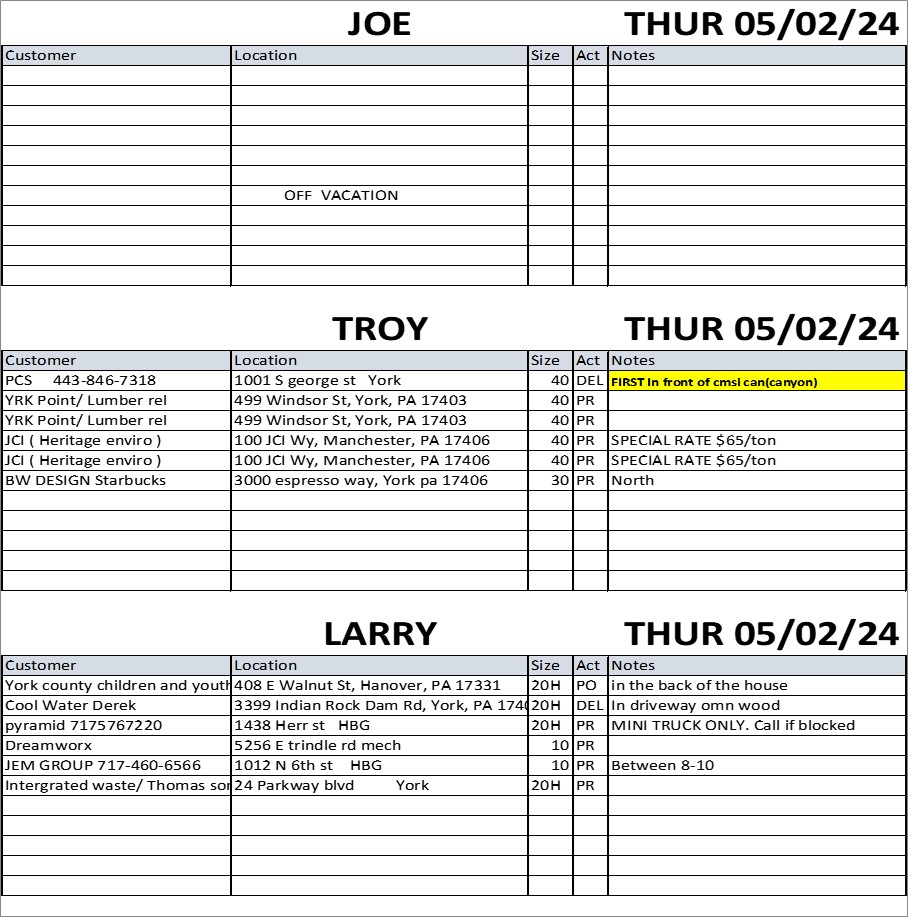 JOE THUR 05/02/24
Customer Location Size Act Notes
OFF VACATION
TROY THUR 05/02/24
Customer Location Size Act Notes
PCS 443-846-7318 1001 S george st York 40 DEL FIRST In front of cmsi can(canyon)
YRK Point/ Lumber rel 499 Windsor St, York, PA 17403 40 PR
YRK Point/ Lumber rel 499 Windsor St, York, PA 17403 40 PR
JCI ( Heritage enviro ) 100 JCI Wy, Manchester, PA 17406 40 PR SPECIAL RATE $65/ton
JCI ( Heritage enviro ) 100 JCI Wy, Manchester, PA 17406 40 PR SPECIAL RATE $65/ton
BW DESIGN Starbucks 3000 espresso way, York pa 17406 30 PR North
LARRY THUR 05/02/24
Customer Location Size Act Notes
York county children and youth 408 E Walnut St, Hanover, PA 17331 20H PO in the back of the house
Cool Water Derek 3399 Indian Rock Dam Rd, York, PA 1740 20H DEL In driveway omn wood
pyramid 7175767220 1438 Herr st HBG 20H PR MINI TRUCK ONLY. Call if blocked
Dreamworx 5256 E trindle rd mech 10 PR
JEM GROUP 717-460-6566 1012 N 6th st HBG 10 PR Between 8-10
Intergrated waste/ Thomas sor 24 Parkway blvd York 20H PR